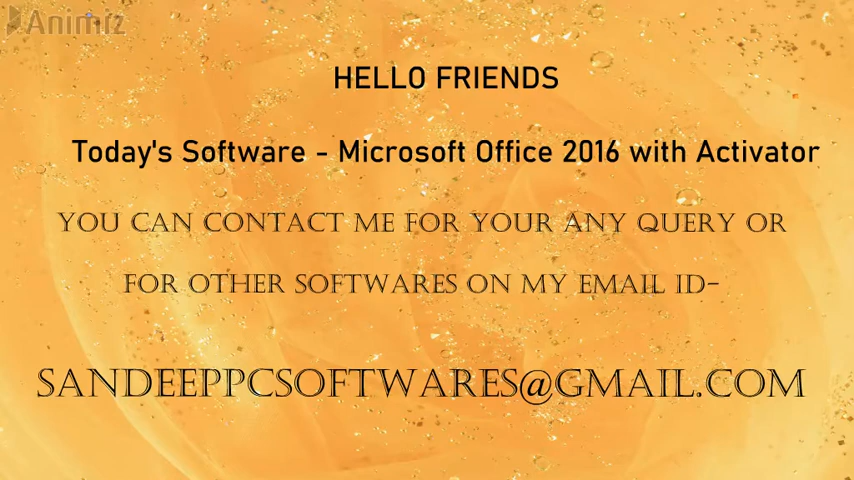 Animiz
HELLO FRIENDS
Today's Software - Microsoft Office 2016 with Activator
YOU CAN CONTACT ME FOR YOUR ANY QUERY OR
FOR OTHER SOFTWARES ON MY EMAIL ID-
SANDEEPPCSOFTWARES@GMAIL.COM